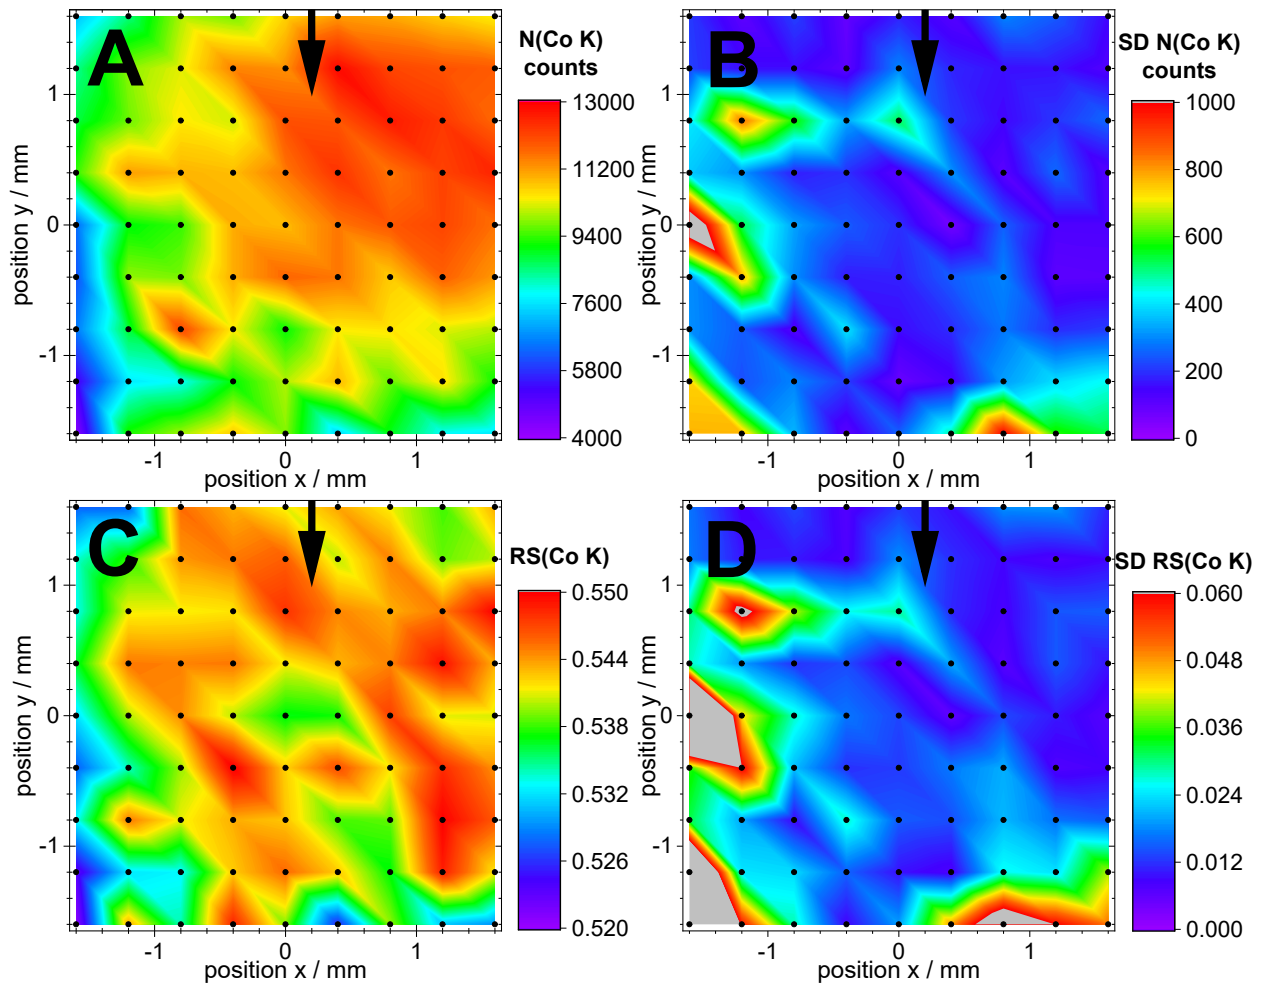 A
N(Co K)
counts
13000
11200
9400
7600
5800
4000
1
0
-1
position y / mm
-1 0 1
position x / mm
B
SD N(Co K)
counts
1000
800
600
400
200
0
1
0
-1
position y / mm
-1 0 1
position x / mm
C
RS(Co K)
0.550
0.544
0.538
0.532
0.526
0.520
1
0
-1
position y / mm
-1 0 1
position x / mm
D
SD RS(Co K)
0.060
0.048
0.036
0.024
0.012
0.000
1
0
-1
position y / mm
-1 0 1
position x / mm